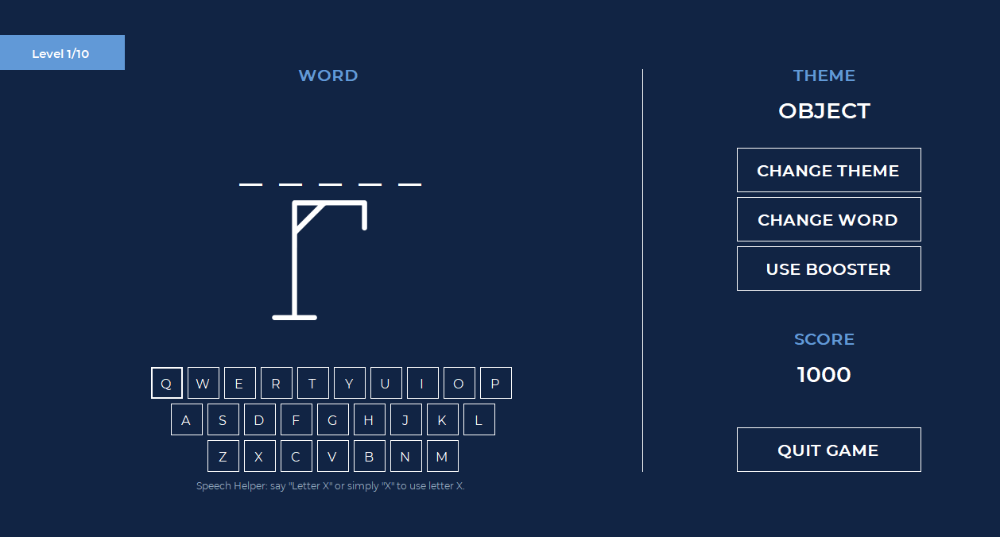 Level 1/10
WORD
Q W E R T Y U I O P
A S D F G H J K L
Z X C V B N M
Speech Helper: say "Letter X" or simply "X" to use letter X.
THEME
OBJECT
CHANGE THEME
CHANGE WORD
USE BOOSTER
SCORE
1000
QUIT GAME